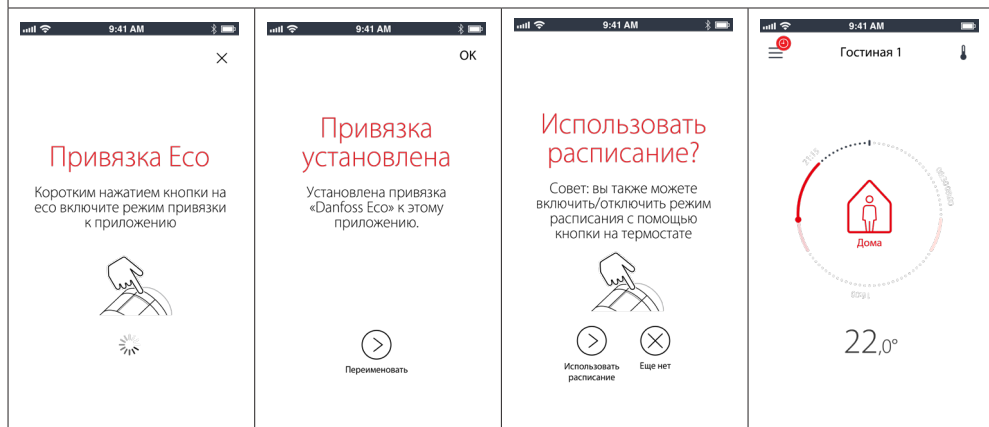 9:41 AM
Привязка Eco
Коротким нажатием кнопки на
eco включите режим привязки
к приложению
9:41 AM
OK
Привязка
установлена
Установлена привязка
«Danfoss Eco» к этому
приложению.
Переименовать
9:41 AM
Использовать
расписание?
Совет: вы также можете
включить/отключить режим
расписания с помощью
кнопки на термостате
Использовать
расписание
Еще нет
9:41 AM
Гостиная 1
21:15
Дома
22,0°